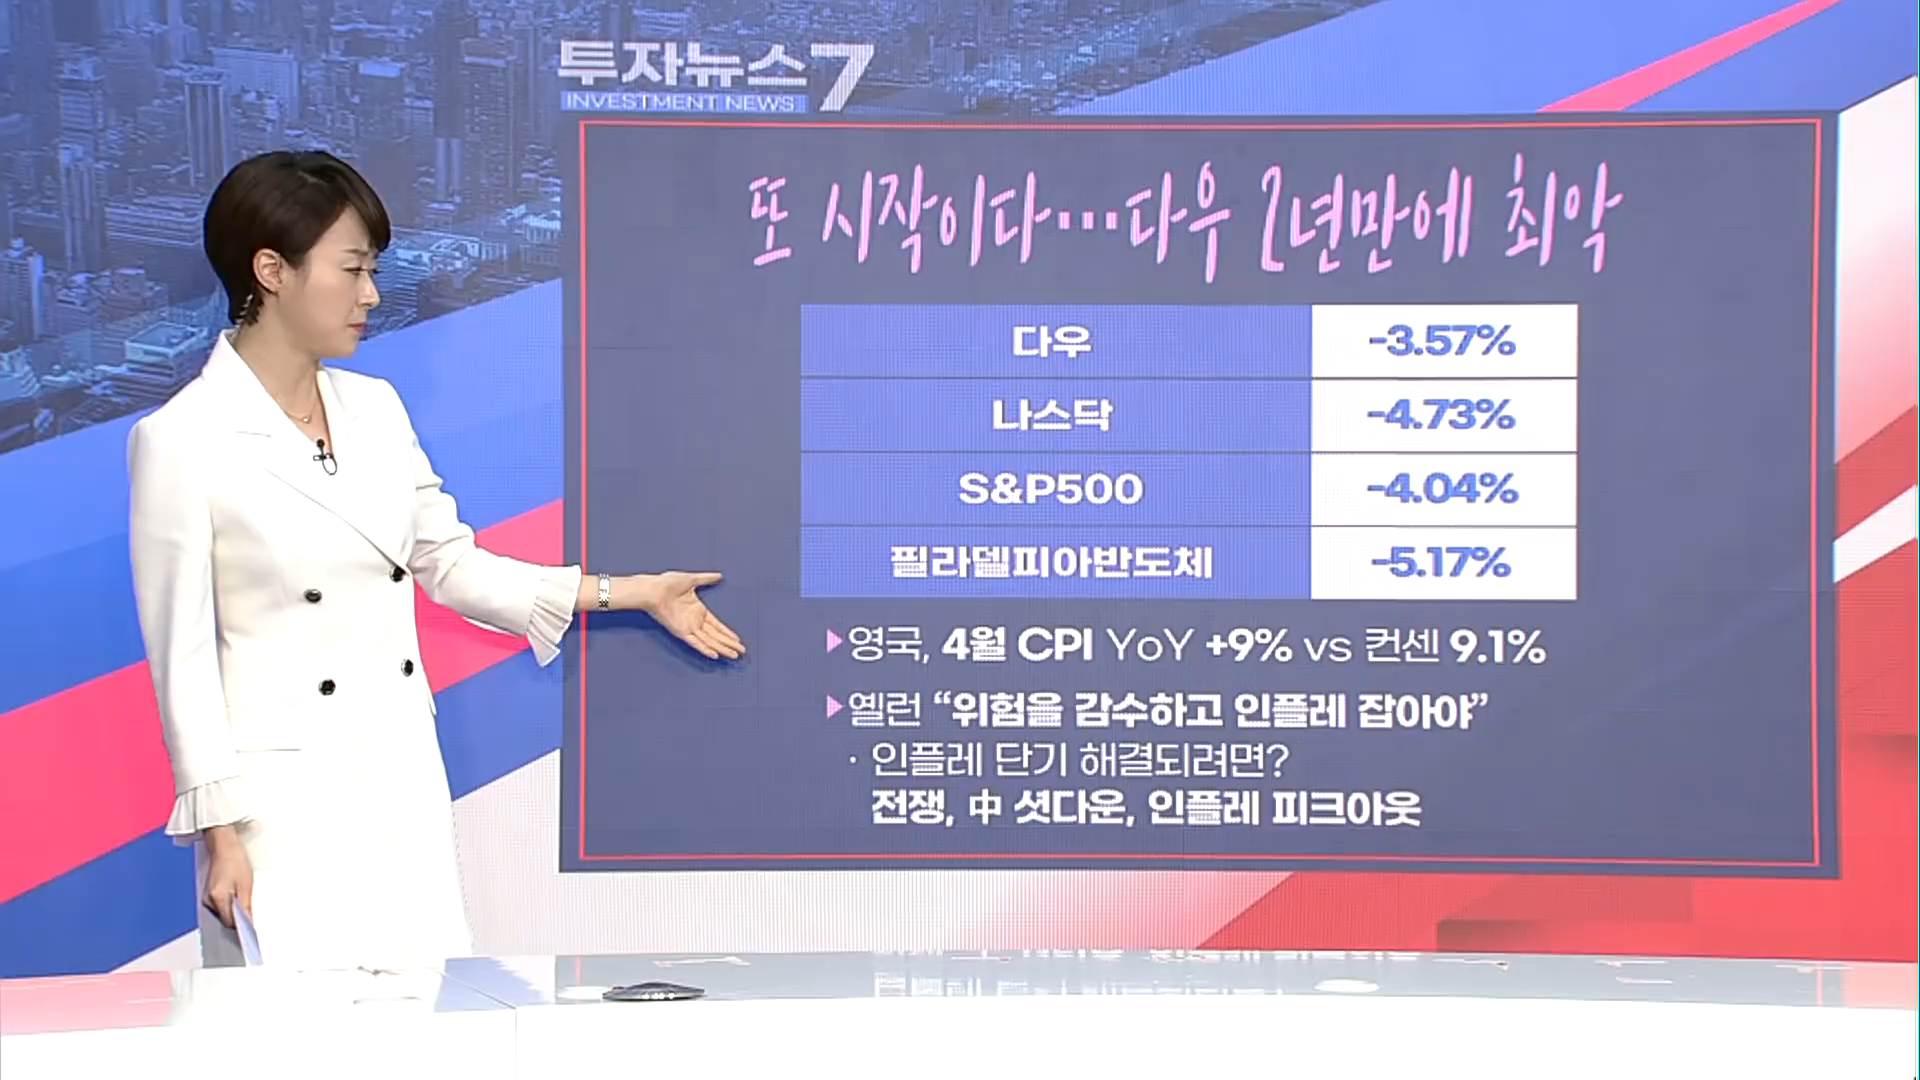 투자뉴스7
INVESTMENT NEWS
또 시작이다…다우 2년만에 최악
다우 -3.57%
나스닥 -4.73%
S&P500 -4.04%
필라델피아반도체 -5.17%
▶영국, 4월 CPI YoY +9% vs 컨센 9.1%
▶옐런 “위험을 감수하고 인플레 잡아야”
· 인플레 단기 해결되려면?
전쟁, 中 셧다운, 인플레 피크아웃